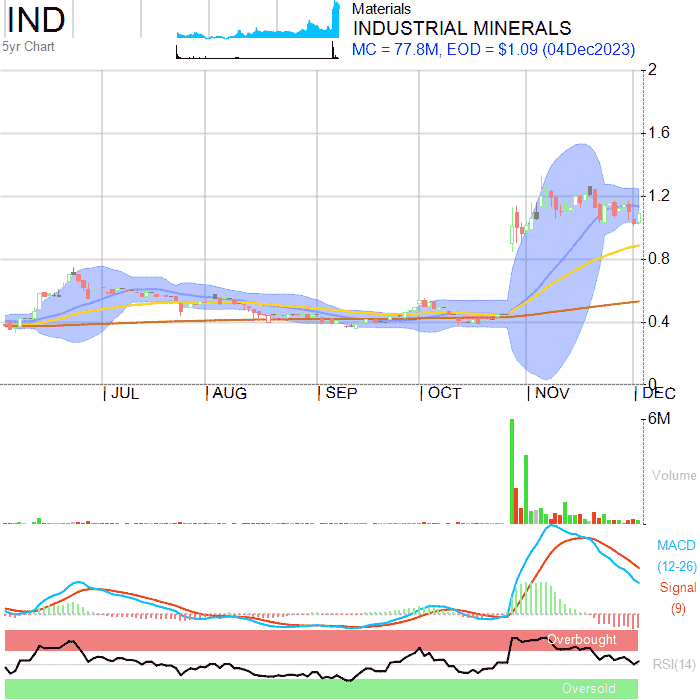 IND
5yr Chart
Materials
INDUSTRIAL MINERALS
MC = 77.8M, EOD = $1.09 (04Dec2023)
2
1.6
1.2
0.8
0.4
0
JUL AUG SEP OCT NOV DEC
6M
Volume
MACD
(12-26)
Signal
(9)
Overbought
RSI(14)
Oversold